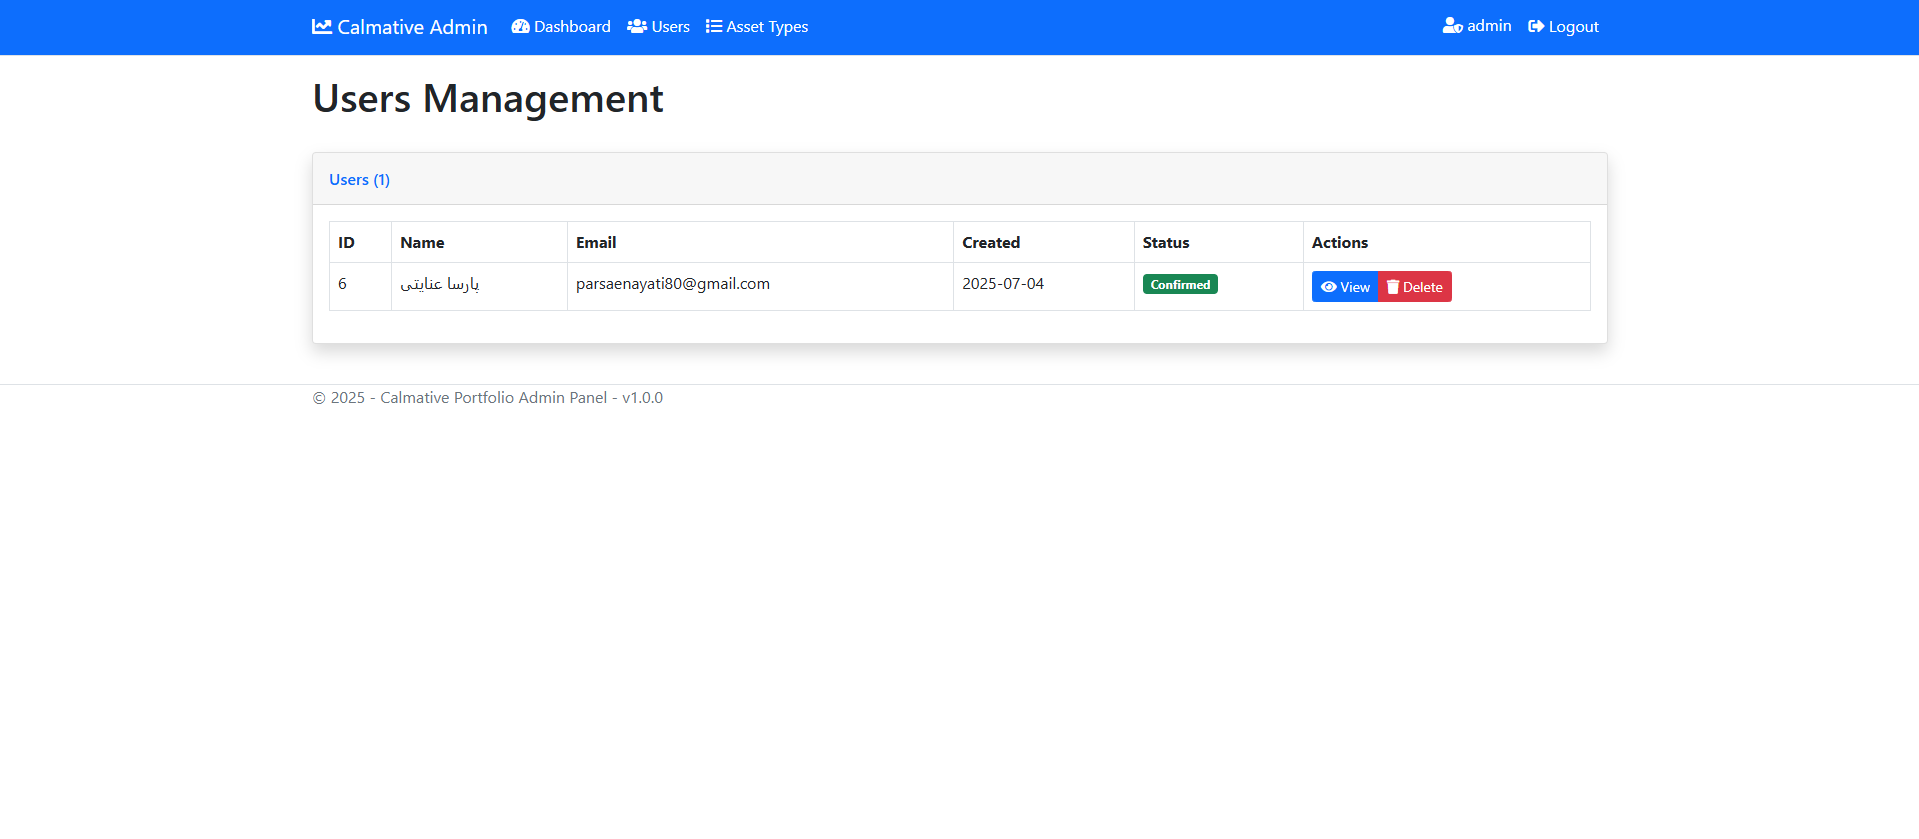 Calmative Admin Dashboard Users Asset Types admin Logout
Users Management
Users (1)
ID Name Email Created Status Actions
6 پارسا عنایتی parsaenayati80@gmail.com 2025-07-04 Confirmed View Delete
© 2025 - Calmative Portfolio Admin Panel - v1.0.0